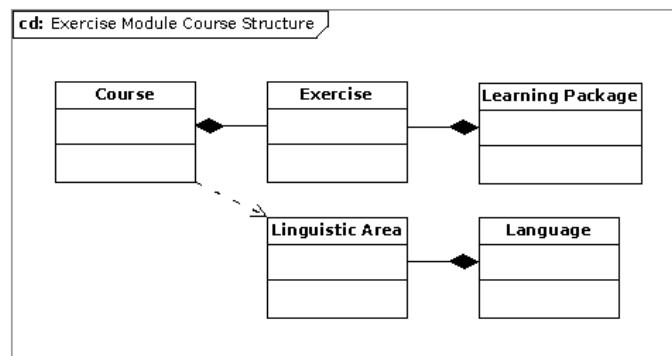 cd: Exercise Module Course Structure
Course
Exercise
Learning Package
Linguistic Area
Language